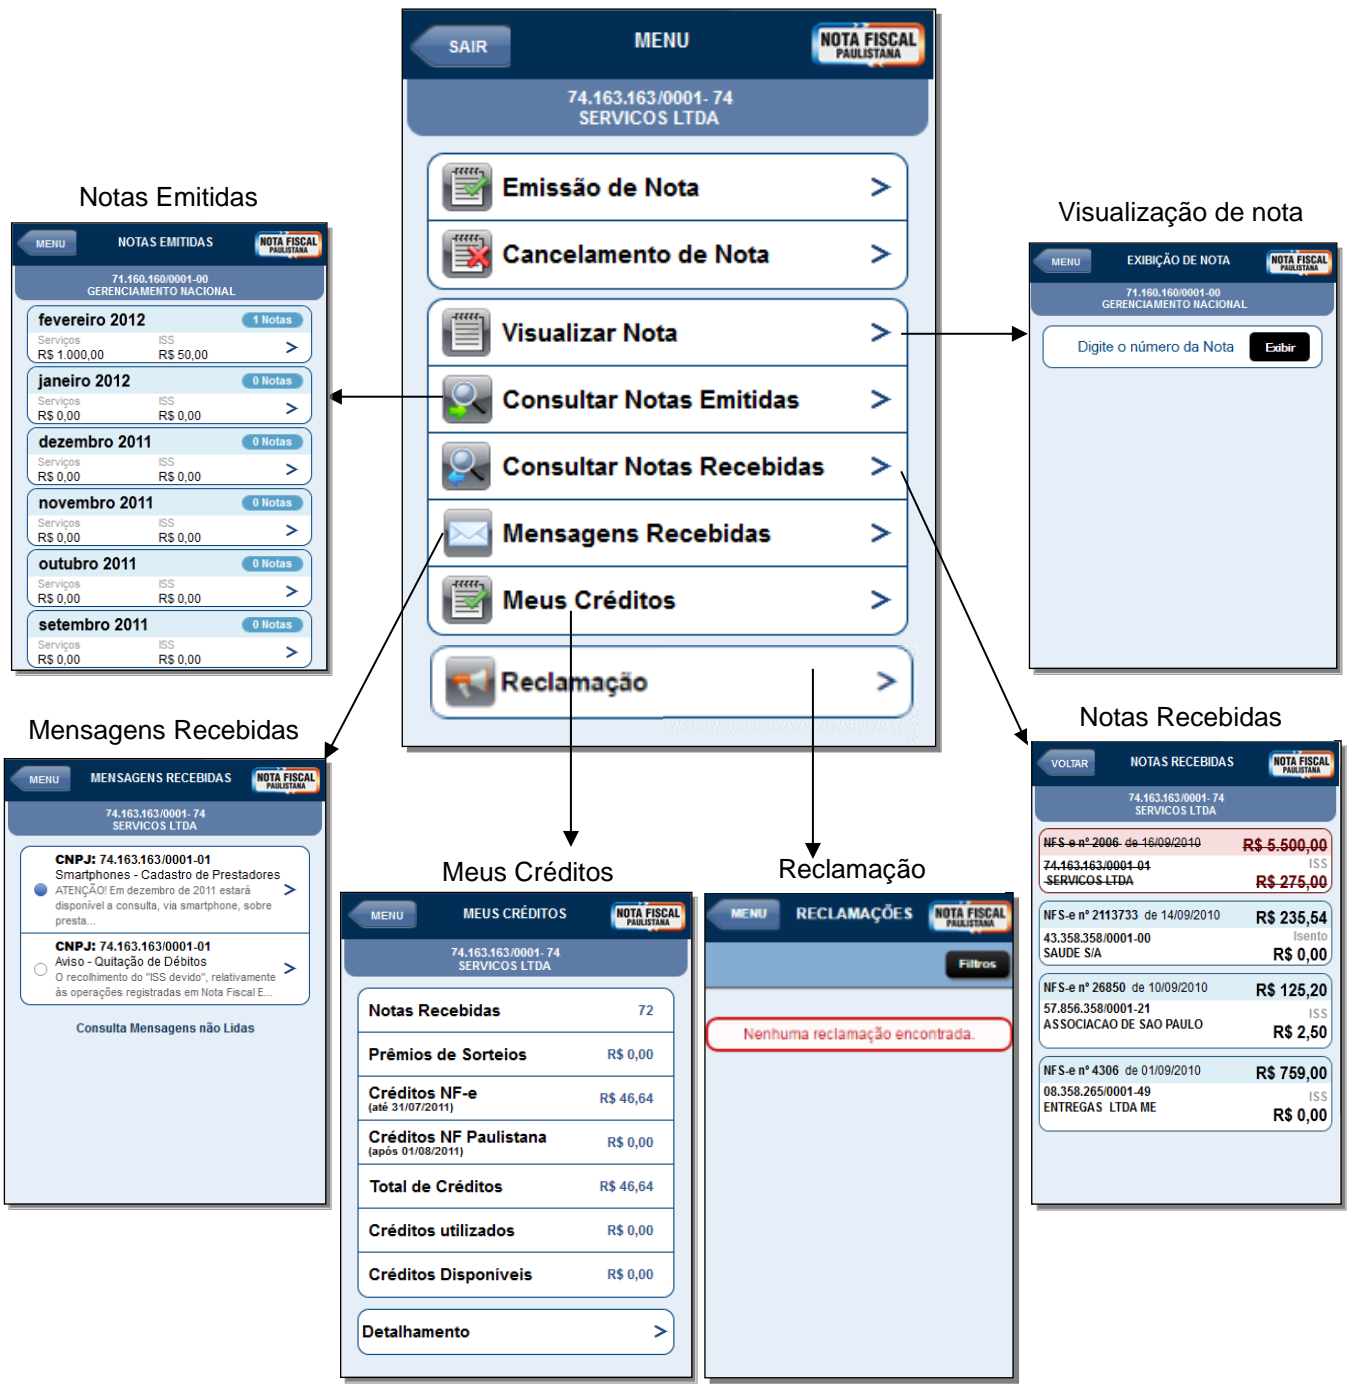 SAIR
MENU
NOTA FISCAL
PAULISTANA
74.163.163/0001- 74
SERVICOS LTDA
Emissão de Nota
Cancelamento de Nota
Visualizar Nota
Consultar Notas Emitidas
Consultar Notas Recebidas
Mensagens Recebidas
Meus Créditos
Reclamação
Notas Emitidas
MENU
NOTAS EMITIDAS
NOTA FISCAL
PAULISTANA
71.160.160/0001-00
GERENCIAMENTO NACIONAL
fevereiro 2012 1 Notas
Serviços ISS
R$ 1.000,00 R$ 50,00
janeiro 2012 0 Notas
Serviços ISS
R$ 0,00 R$ 0,00
dezembro 2011 0 Notas
Serviços ISS
R$ 0,00 R$ 0,00
novembro 2011 0 Notas
Serviços ISS
R$ 0,00 R$ 0,00
outubro 2011 0 Notas
Serviços ISS
R$ 0,00 R$ 0,00
setembro 2011 0 Notas
Serviços ISS
R$ 0,00 R$ 0,00
Visualização de nota
MENU
EXIBIÇÃO DE NOTA
NOTA FISCAL
PAULISTANA
71.160.160/0001-00
GERENCIAMENTO NACIONAL
Digite o número da Nota Exibir
Mensagens Recebidas
MENU
MENSAGENS RECEBIDAS
NOTA FISCAL
PAULISTANA
74.163.163/0001- 74
SERVICOS LTDA
CNPJ: 74.163.163/0001-01
Smartphones - Cadastro de Prestadores
ATENÇÃO! Em dezembro de 2011 estará
disponível a consulta, via smartphone, sobre
presta...
CNPJ: 74.163.163/0001-01
Aviso - Quitação de Débitos
O recolhimento do "ISS devido", relativamente
às operações registradas em Nota Fiscal E...
Consulta Mensagens não Lidas
Meus Créditos
MENU
MEUS CRÉDITOS
NOTA FISCAL
PAULISTANA
74.163.163/0001- 74
SERVICOS LTDA
Notas Recebidas 72
Prêmios de Sorteios R$ 0,00
Créditos NF-e R$ 46,64
(até 31/07/2011)
Créditos NF Paulistana R$ 0,00
(após 01/08/2011)
Total de Créditos R$ 46,64
Créditos utilizados R$ 0,00
Créditos Disponíveis R$ 0,00
Detalhamento
Reclamação
MENU
RECLAMAÇÕES
NOTA FISCAL
PAULISTANA
Filtros
Nenhuma reclamação encontrada.
Notas Recebidas
VOLTAR
NOTAS RECEBIDAS
NOTA FISCAL
PAULISTANA
74.163.163/0001- 74
SERVICOS LTDA
NFS-e nº 2006 de 16/09/2010 R$ 5.500,00
74.163.163/0001-01 ISS
SERVICOS LTDA R$ 275,00
NFS-e nº 2113733 de 14/09/2010 R$ 235,54
43.358.358/0001-00 Isento
SAUDE S/A R$ 0,00
NFS-e nº 26850 de 10/09/2010 R$ 125,20
57.856.358/0001-21 ISS
ASSOCIACAO DE SAO PAULO R$ 2,50
NFS-e nº 4306 de 01/09/2010 R$ 759,00
08.358.265/0001-49 ISS
ENTREGAS LTDA ME R$ 0,00